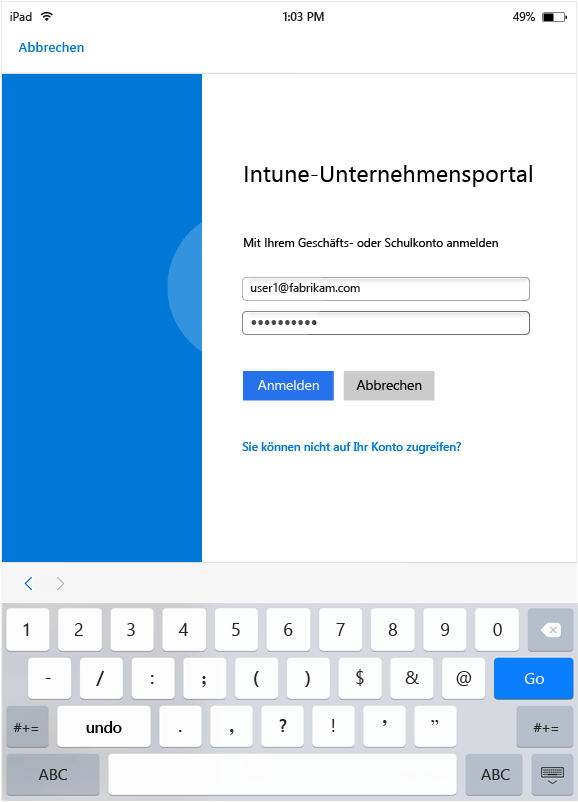 iPad 1:03 PM 49%
Abbrechen
Intune-Unternehmensportal
Mit Ihrem Geschäfts- oder Schulkonto anmelden
user1@fabrikam.com
••••••••••
Anmelden Abbrechen
Sie können nicht auf Ihr Konto zugreifen?
1 2 3 4 5 6 7 8 9 0
- / : ; ( ) $ & @ Go
#+= undo . , ? ! ’ ” #+=
ABC ABC